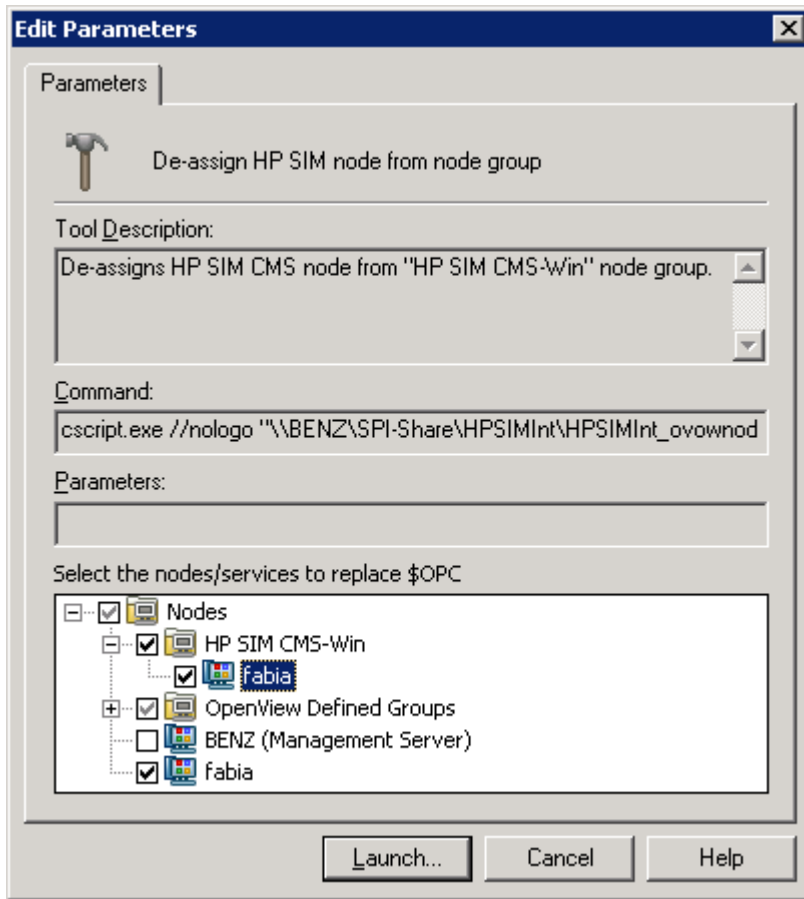 Edit Parameters
Parameters
De-assign HP SIM node from node group
Tool Description:
De-assigns HP SIM CMS node from "HP SIM CMS-Win" node group.
Command:
cscript.exe //nologo "\\BENZ\SPI-Share\HPSIMInt\HPSIMInt_ovownod
Parameters:
Select the nodes/services to replace $OPC
Nodes
HP SIM CMS-Win
fabia
OpenView Defined Groups
BENZ (Management Server)
fabia
Launch... Cancel Help